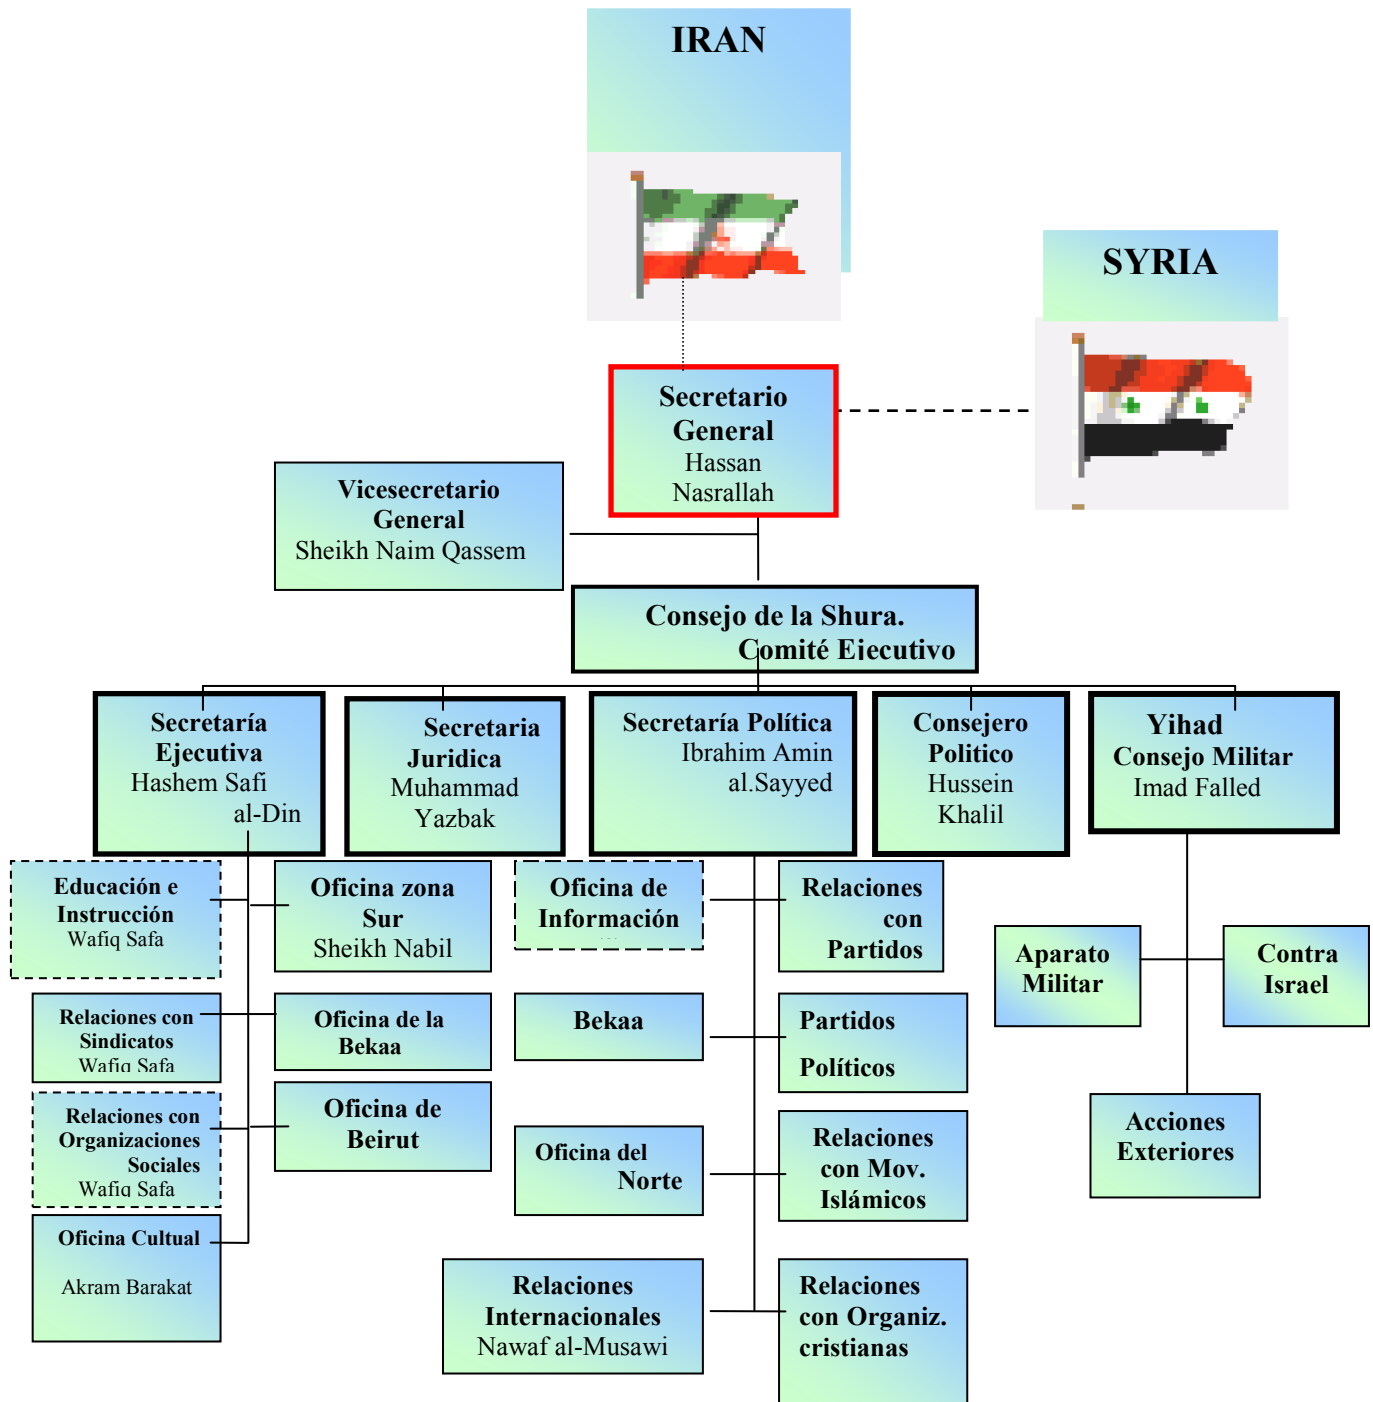 IRAN
SYRIA
Secretario
General
Hassan
Nasrallah
Vicesecretario
General
Sheikh Naim Qassem
Consejo de la Shura.
Comité Ejecutivo
Secretaría
Ejecutiva
Hashem Safi
al-Din
Secretaria
Juridica
Muhammad
Yazbak
Secretaría Política
Ibrahim Amin
al.Sayyed
Consejero
Politico
Hussein
Khalil
Yihad
Consejo Militar
Imad Falled
Educación e
Instrucción
Wafiq Safa
Oficina zona
Sur
Sheikh Nabil
Oficina de
Información
Relaciones
con
Partidos
Aparato
Militar
Contra
Israel
Relaciones con
Sindicatos
Wafiq Safa
Oficina de la
Bekaa
Bekaa
Partidos
Políticos
Relaciones con
Organizaciones
Sociales
Wafiq Safa
Oficina de
Beirut
Oficina del
Norte
Relaciones
con Mov.
Islámicos
Acciones
Exteriores
Oficina Cultual
Akram Barakat
Relaciones
Internacionales
Nawaf al-Musawi
Relaciones
con Organiz.
cristianas